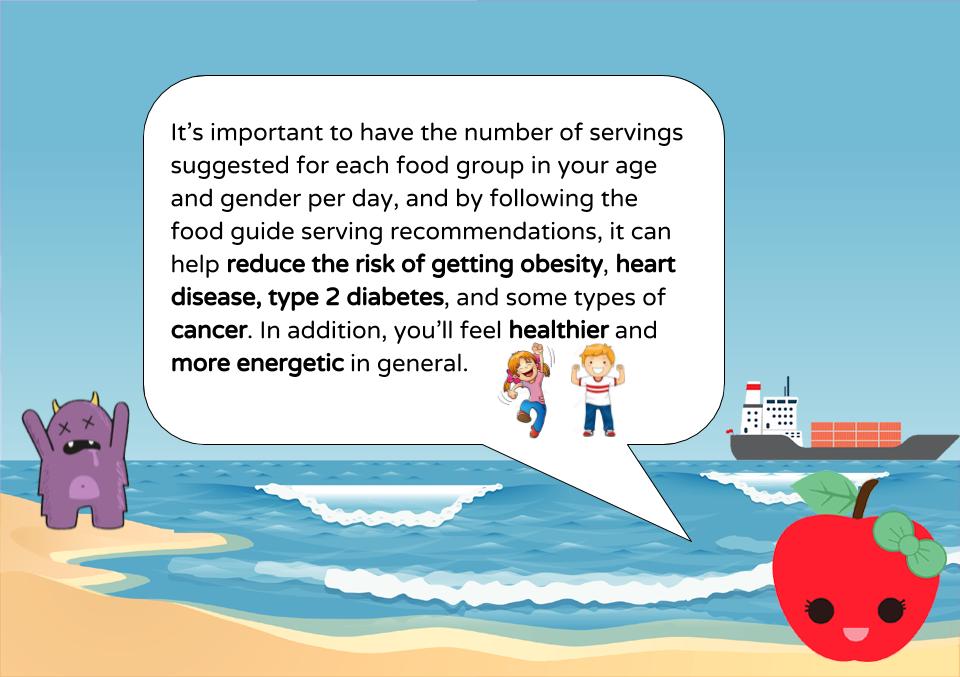 It’s important to have the number of servings
suggested for each food group in your age
and gender per day, and by following the
food guide serving recommendations, it can
help reduce the risk of getting obesity, heart
disease, type 2 diabetes, and some types of
cancer. In addition, you’ll feel healthier and
more energetic in general.